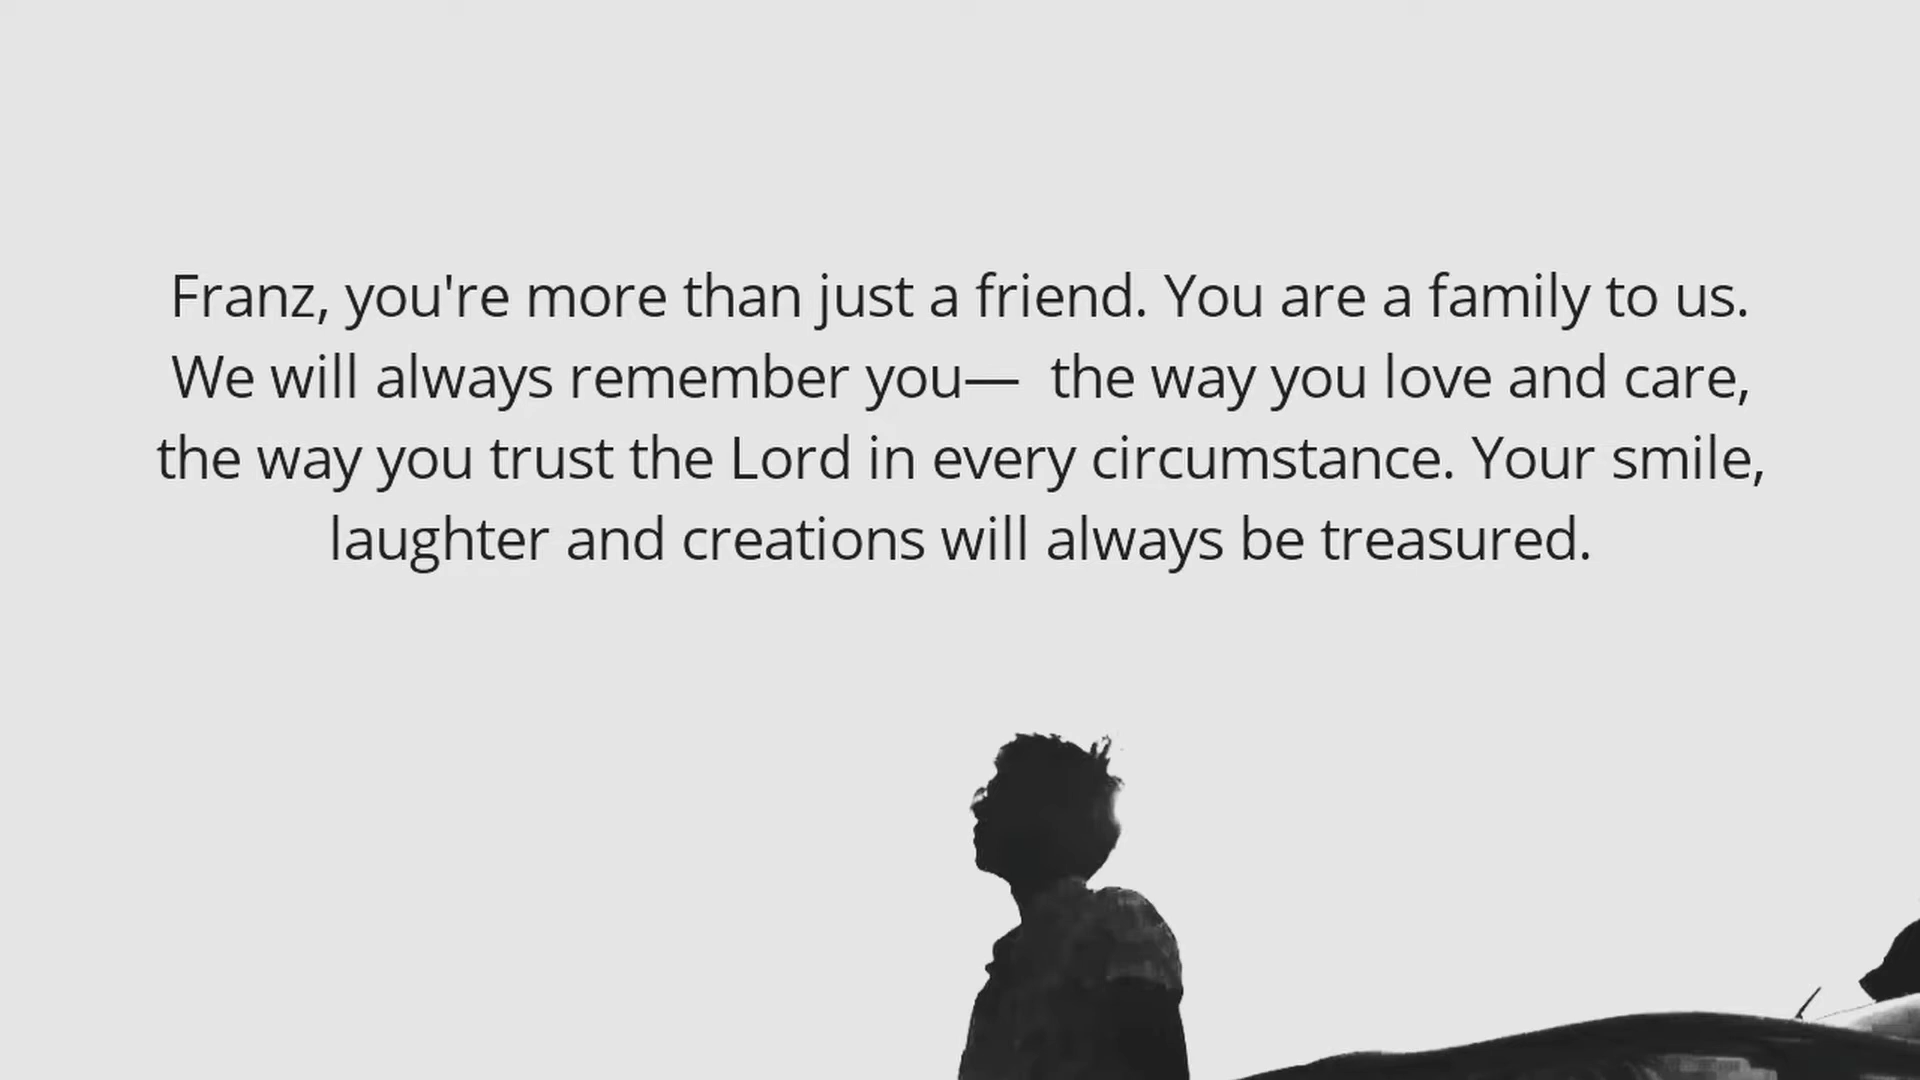 Franz, you're more than just a friend. You are a family to us.
We will always remember you—  the way you love and care,
the way you trust the Lord in every circumstance. Your smile,
laughter and creations will always be treasured.